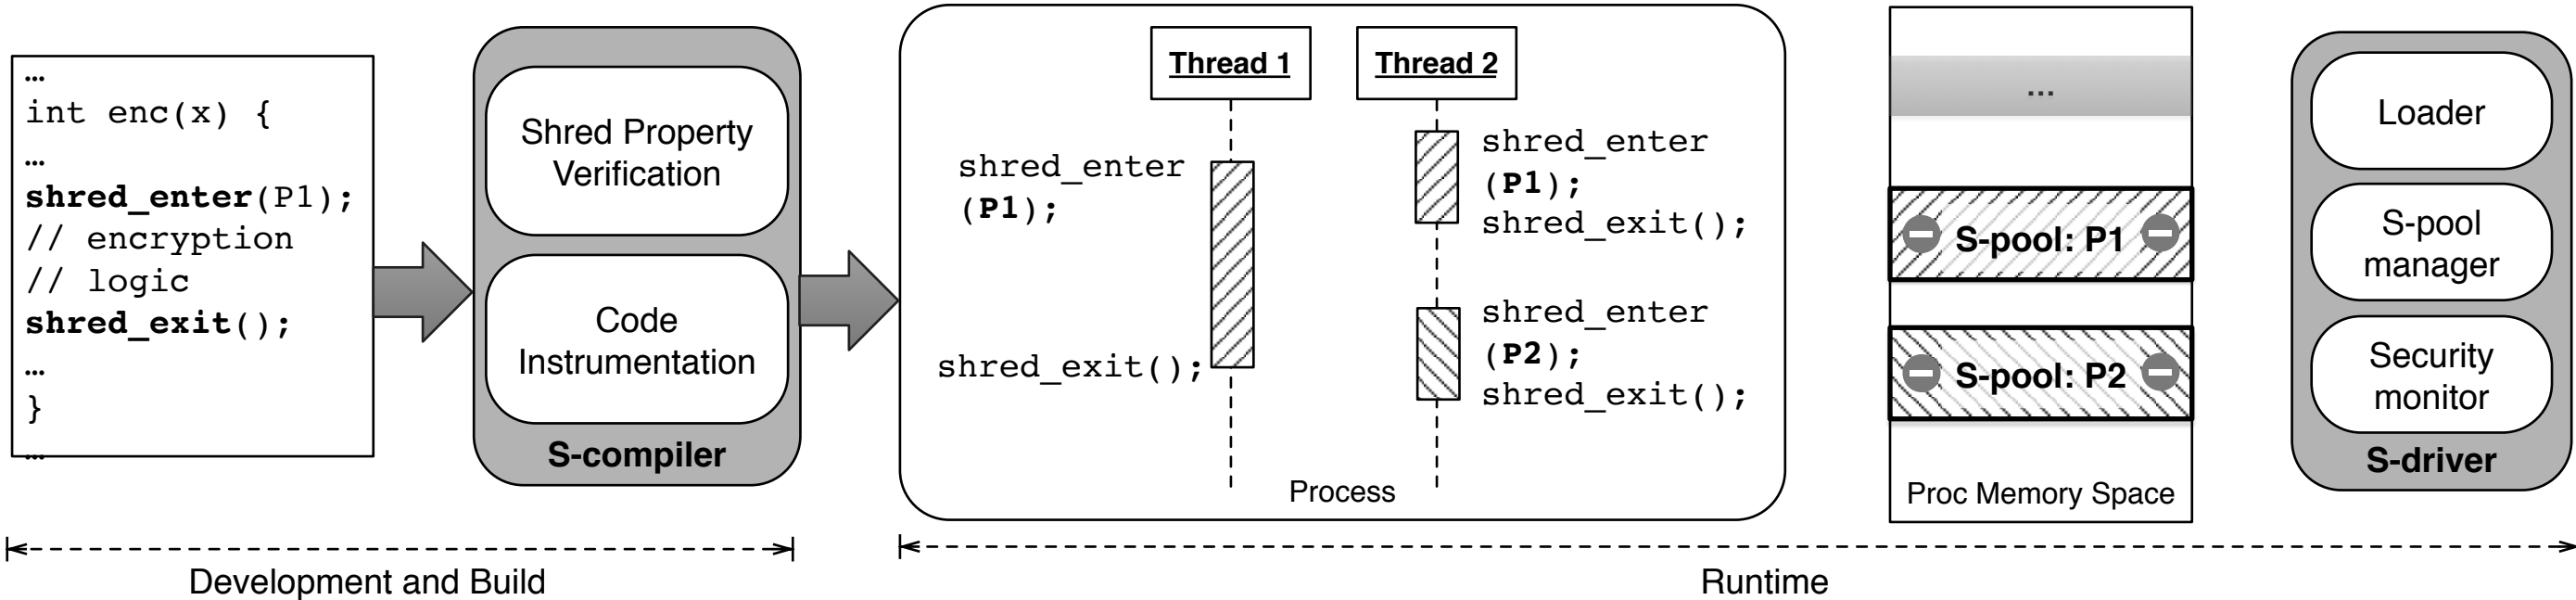 …
int enc(x) {
…
shred_enter(P1);
// encryption
// logic
shred_exit();
…
}
…
Shred Property
Verification
Code
Instrumentation
S-compiler
Thread 1
shred_enter
(P1);
shred_exit();
Thread 2
shred_enter
(P1);
shred_exit();
shred_enter
(P2);
shred_exit();
Process
…
S-pool: P1
S-pool: P2
Proc Memory Space
Loader
S-pool
manager
Security
monitor
S-driver
Development and Build
Runtime